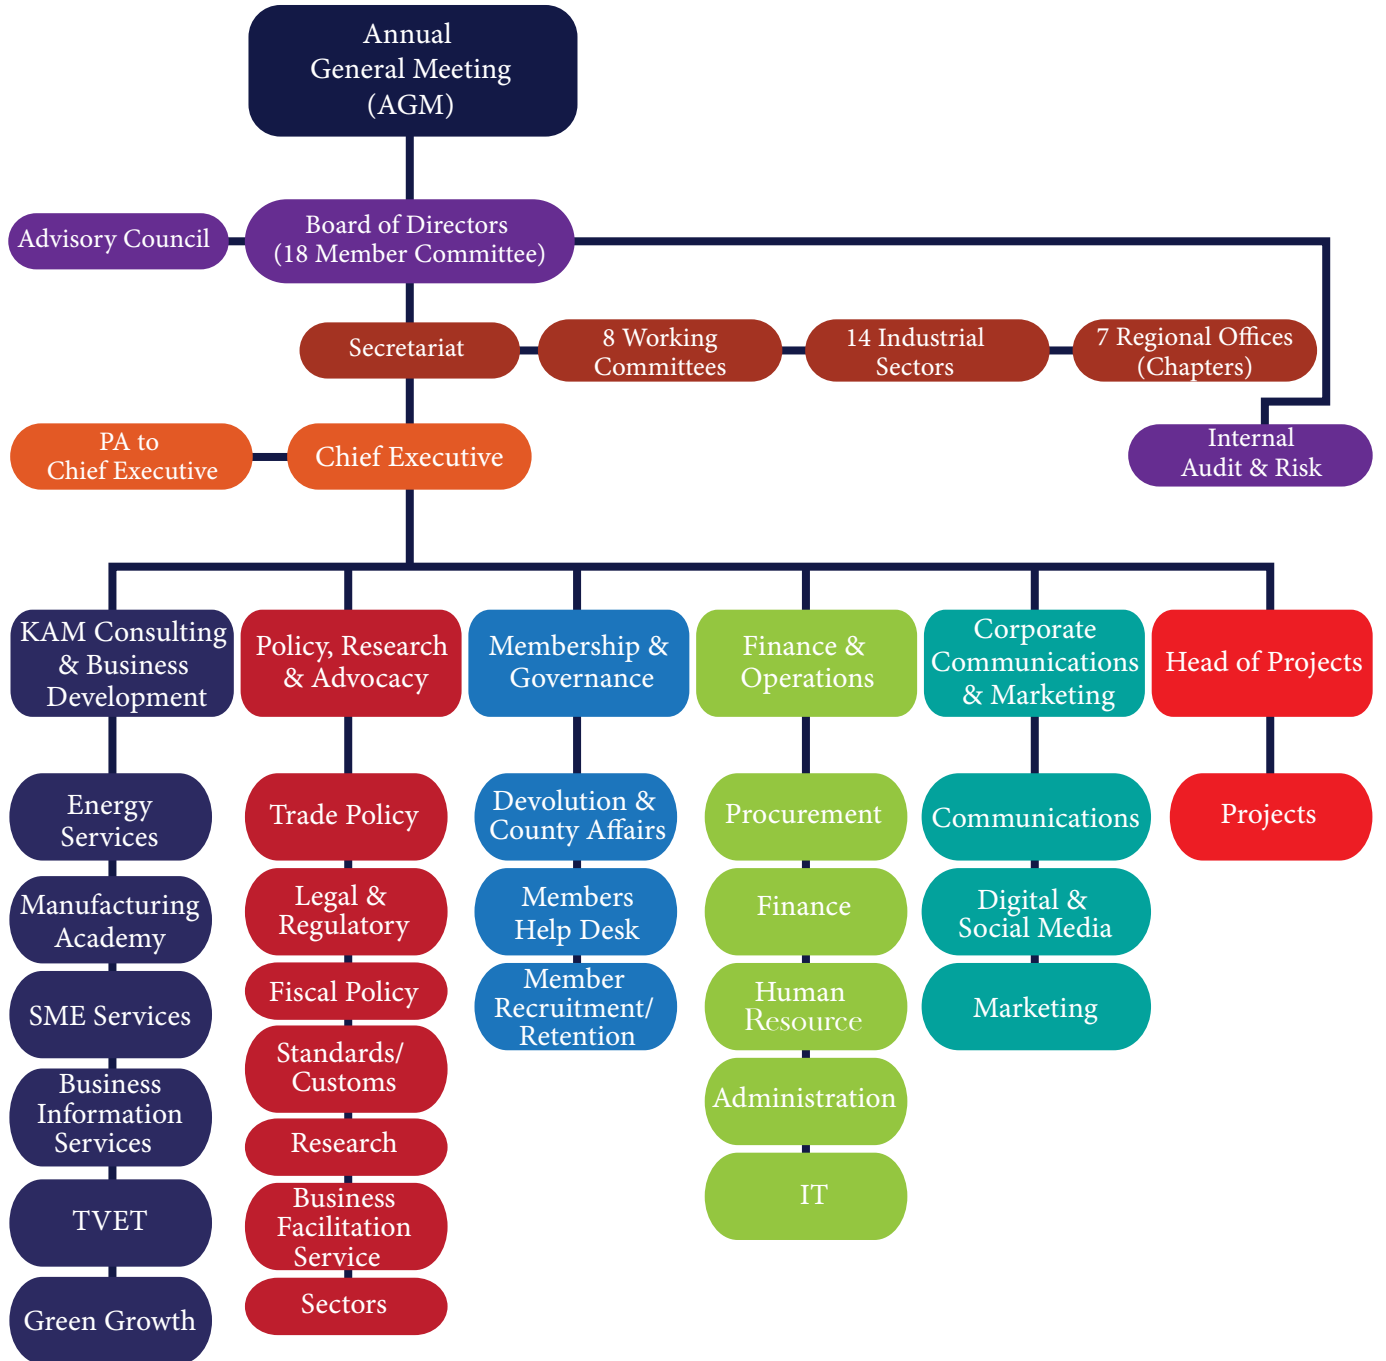 Annual
General Meeting
(AGM)
Advisory Council
Board of Directors
(18 Member Committee)
Secretariat
8 Working
Committees
14 Industrial
Sectors
7 Regional Offices
(Chapters)
PA to
Chief Executive
Chief Executive
Internal
Audit & Risk
KAM Consulting
& Business
Development
Policy, Research
& Advocacy
Membership &
Governance
Finance &
Operations
Corporate
Communications
& Marketing
Head of Projects
Energy
Services
Manufacturing
Academy
SME Services
Business
Information
Services
TVET
Green Growth
Trade Policy
Legal &
Regulatory
Fiscal Policy
Standards/
Customs
Research
Business
Facilitation
Service
Sectors
Devolution &
County Affairs
Members
Help Desk
Member
Recruitment/
Retention
Procurement
Finance
Human
Resource
Administration
IT
Communications
Digital &
Social Media
Marketing
Projects